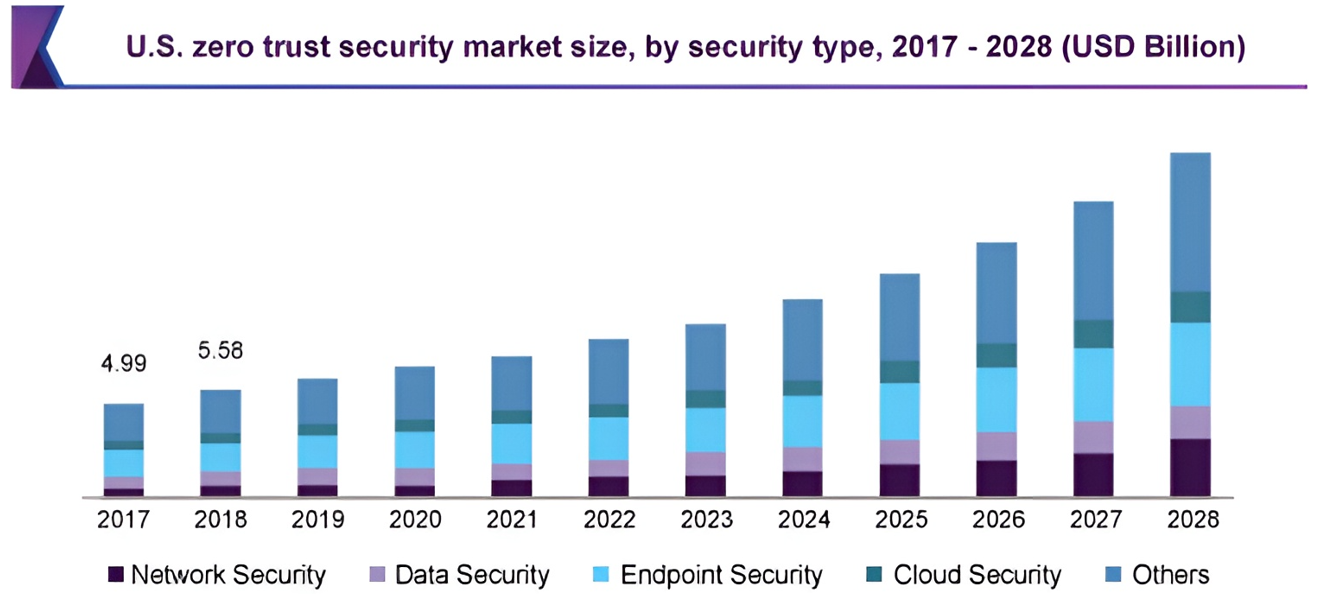 U.S. zero trust security market size, by security type, 2017 - 2028 (USD Billion)
4.99
5.58
2017 2018 2019 2020 2021 2022 2023 2024 2025 2026 2027 2028
Network Security Data Security Endpoint Security Cloud Security Others